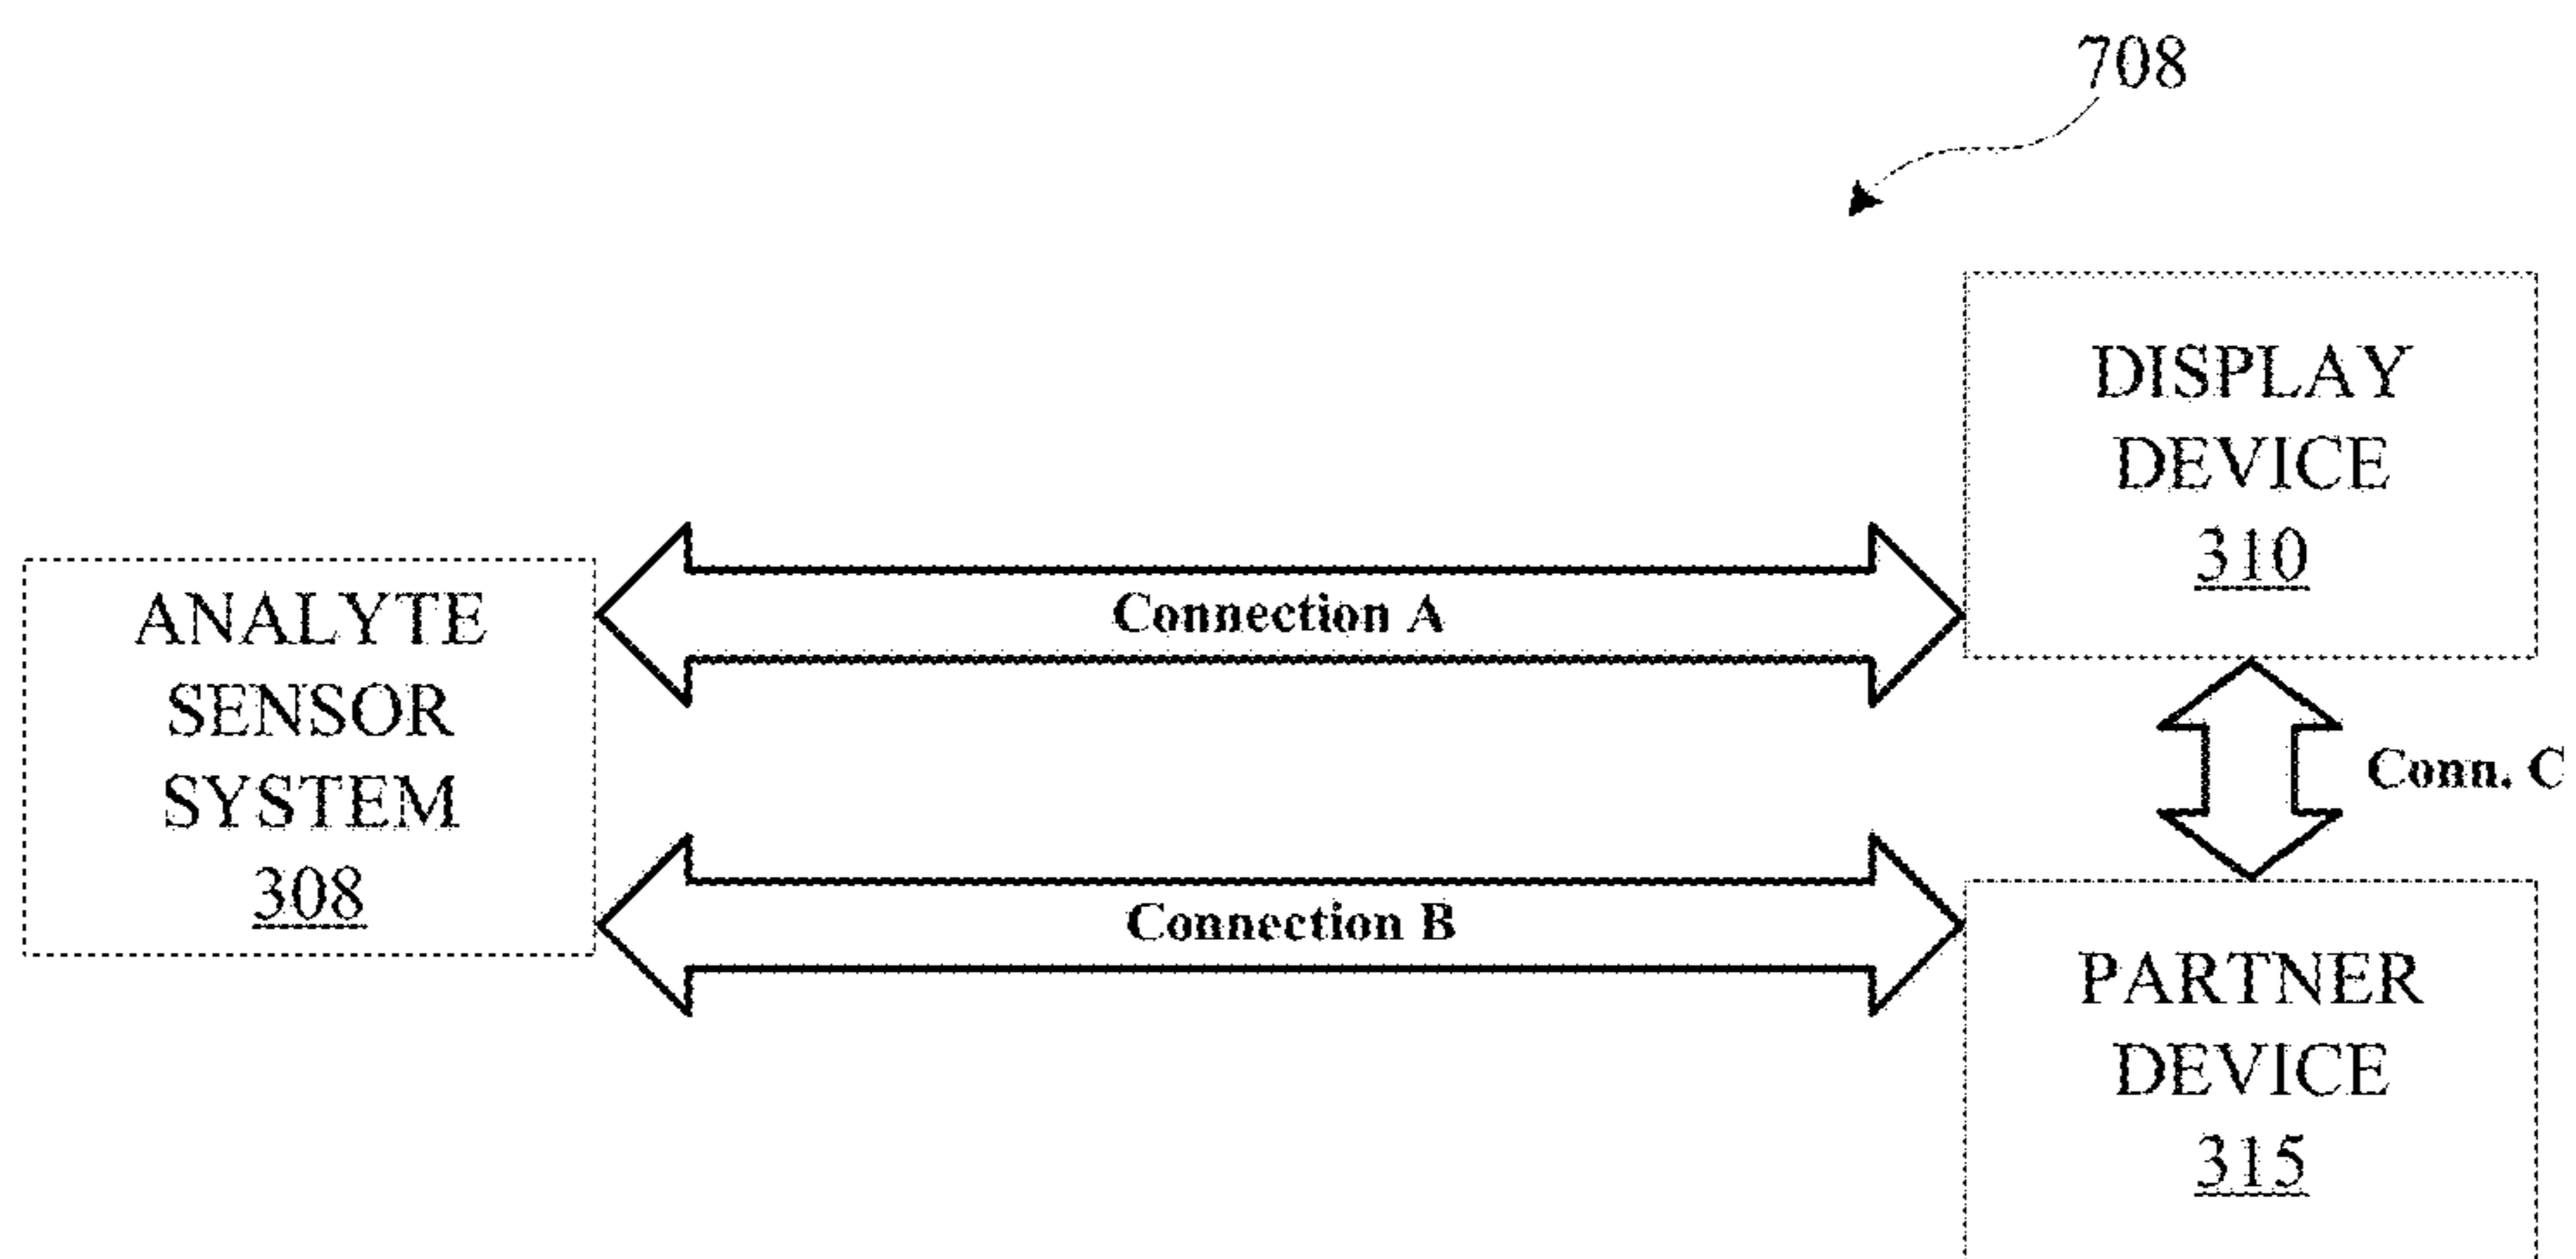 708
DISPLAY
DEVICE
310
Connection A
ANALYTE
SENSOR
SYSTEM
308
Conn. C
Connection B
PARTNER
DEVICE
315